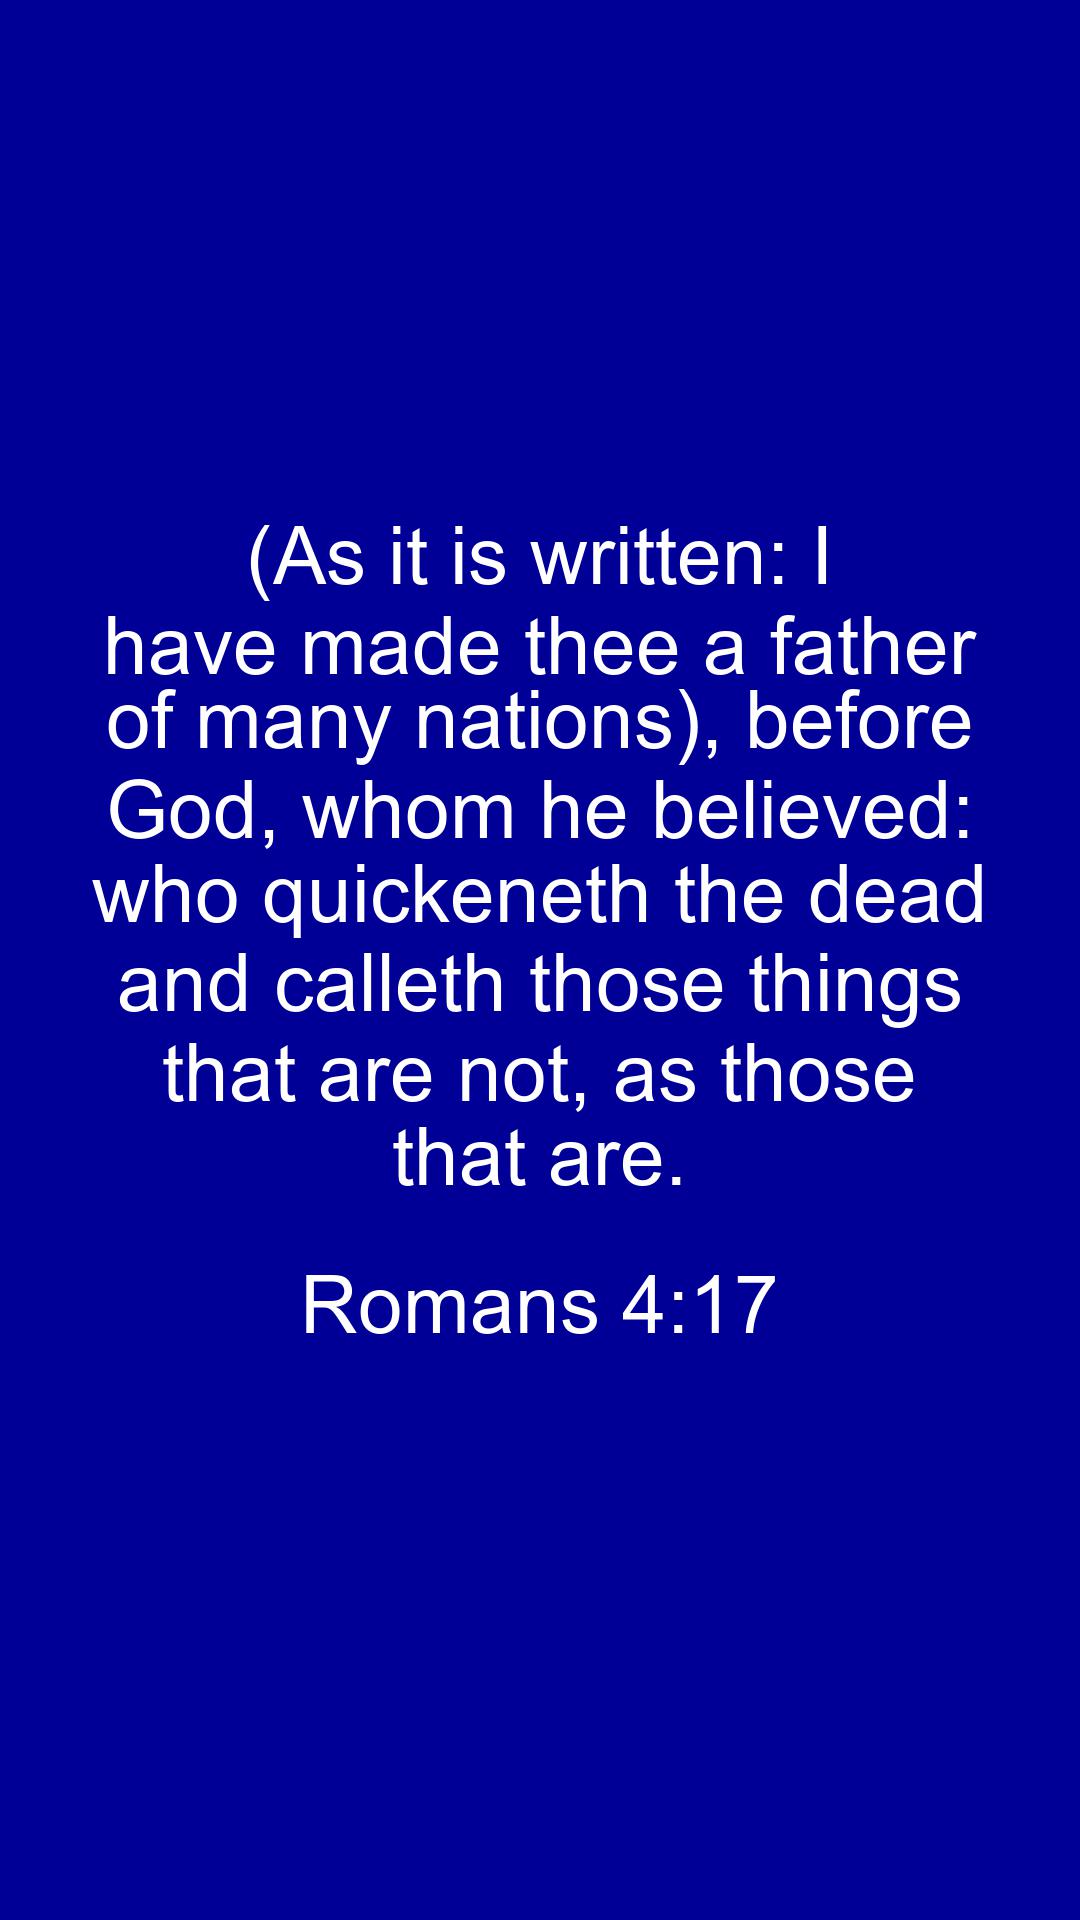 (As it is written: I
have made thee a father
of many nations), before
God, whom he believed:
who quickeneth the dead
and calleth those things
that are not, as those
that are.
Romans 4:17